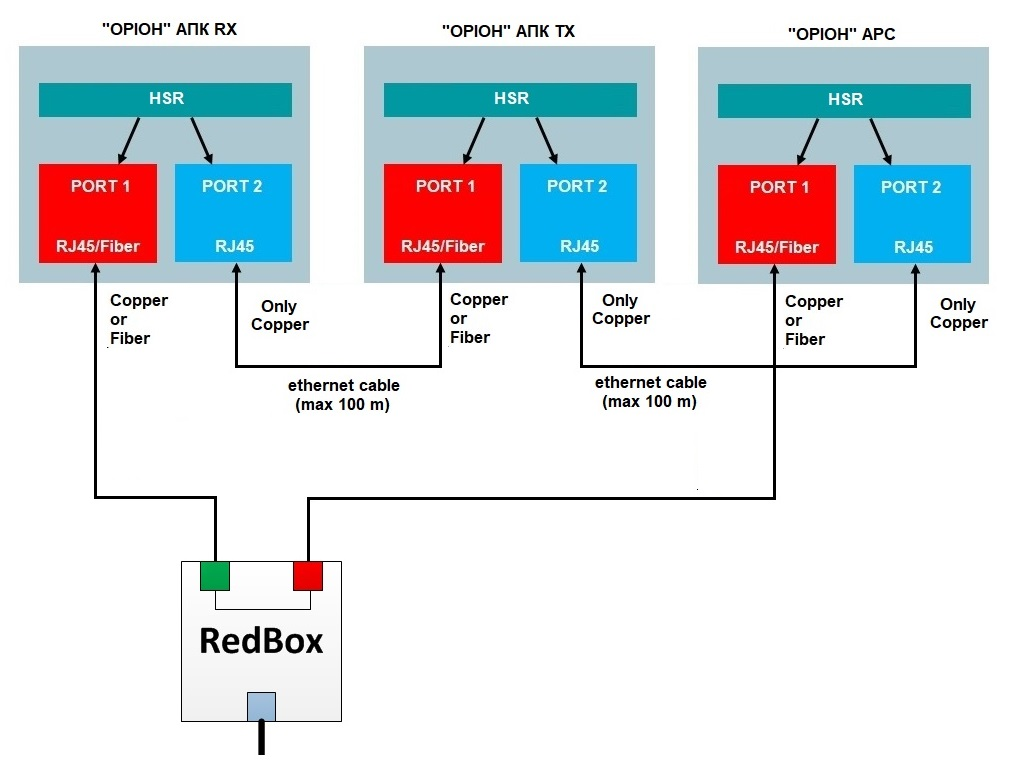 "ОРІОН" АПК RX
"ОРІОН" АПК TX
"ОРІОН" АРС
HSR
HSR
HSR
PORT 1
PORT 2
PORT 1
PORT 2
PORT 1
PORT 2
RJ45/Fiber
RJ45
RJ45/Fiber
RJ45
RJ45/Fiber
RJ45
Copper
or
Fiber
Only
Copper
Copper
or
Fiber
Only
Copper
Copper
or
Fiber
Only
Copper
ethernet cable
(max 100 m)
ethernet cable
(max 100 m)
RedBox